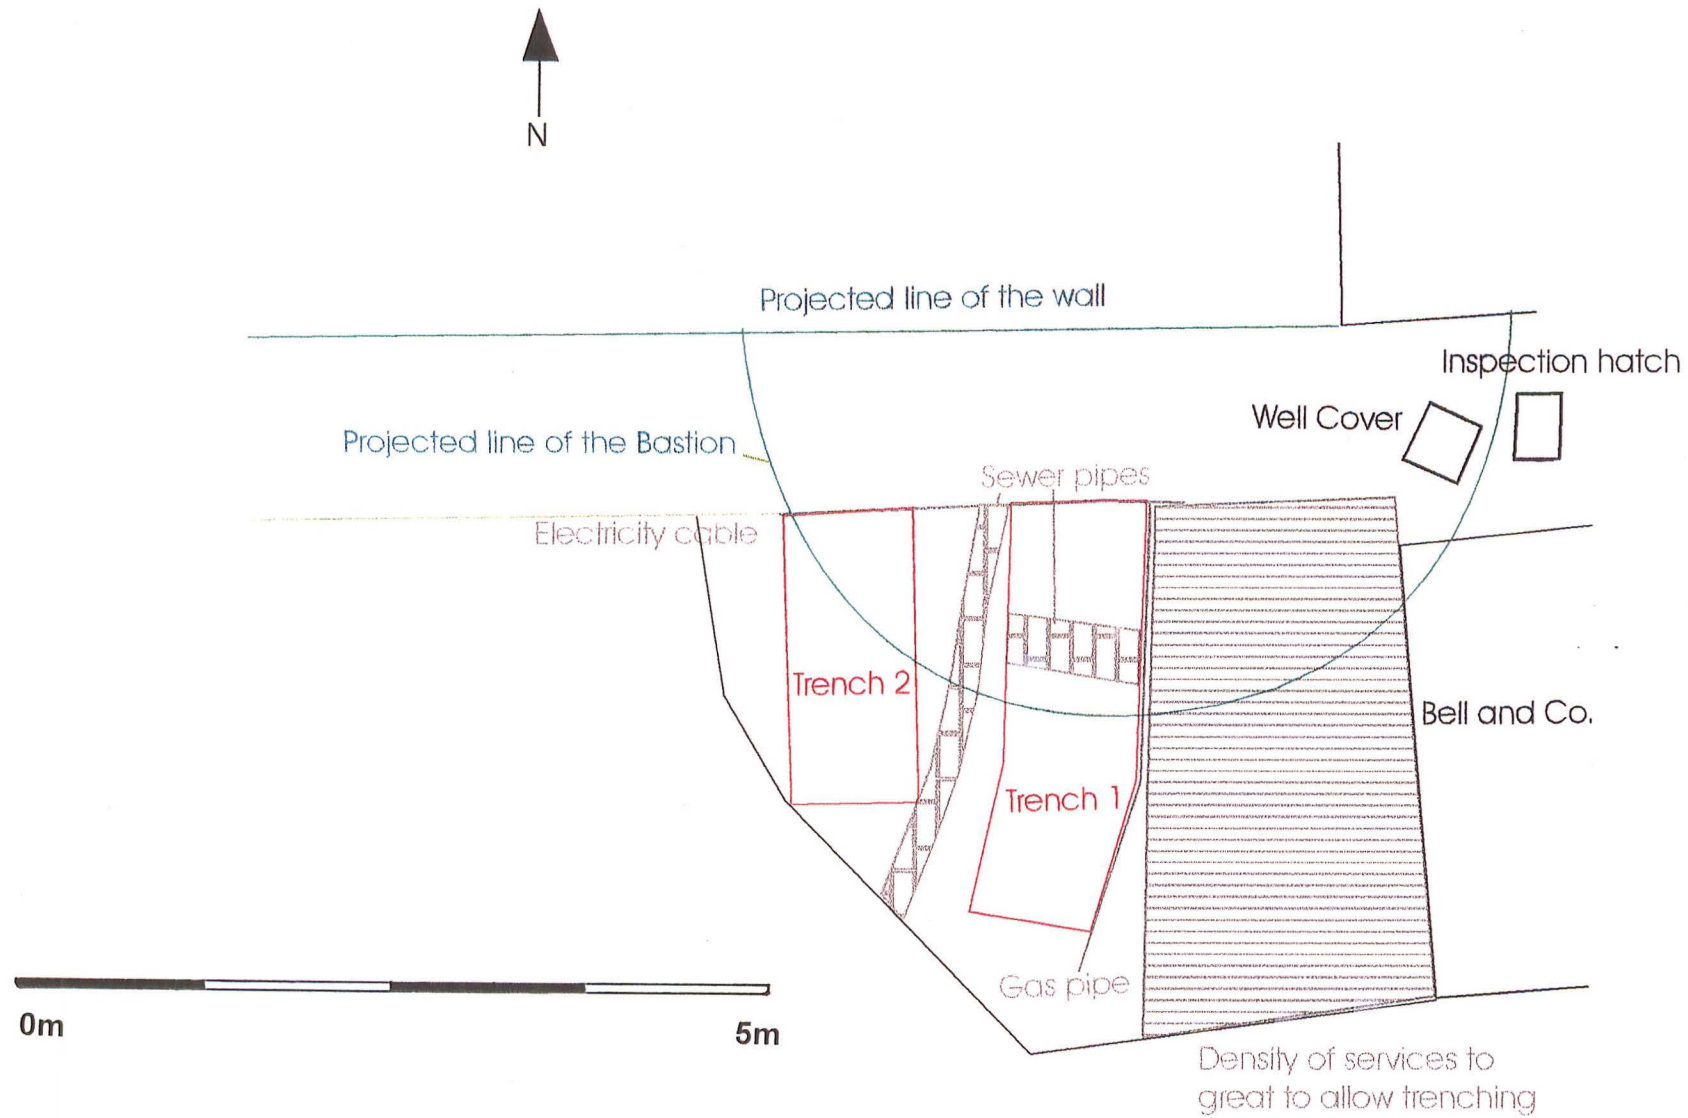 N
Projected line of the wall
Inspection hatch
Well Cover
Projected line of the Bastion
Sewer pipes
Electricity cable
Trench 2
Bell and Co.
Trench 1
Gas pipe
0m
5m
Density of services to
great to allow trenching